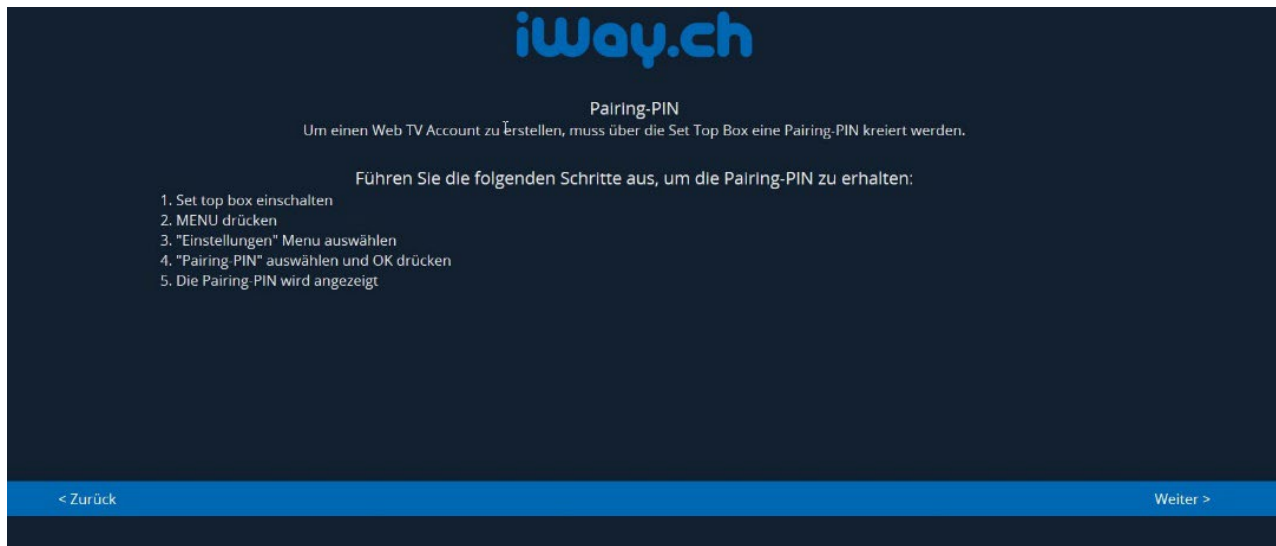 iway.ch
Pairing-PIN
Um einen Web TV Account zu erstellen, muss über die Set Top Box eine Pairing-PIN kreiert werden.
Führen Sie die folgenden Schritte aus, um die Pairing-PIN zu erhalten:
1. Set top box einschalten
2. MENU drücken
3. "Einstellungen" Menu auswählen
4. "Pairing-PIN" auswählen und OK drücken
5. Die Pairing-PIN wird angezeigt
< Zurück
Weiter >